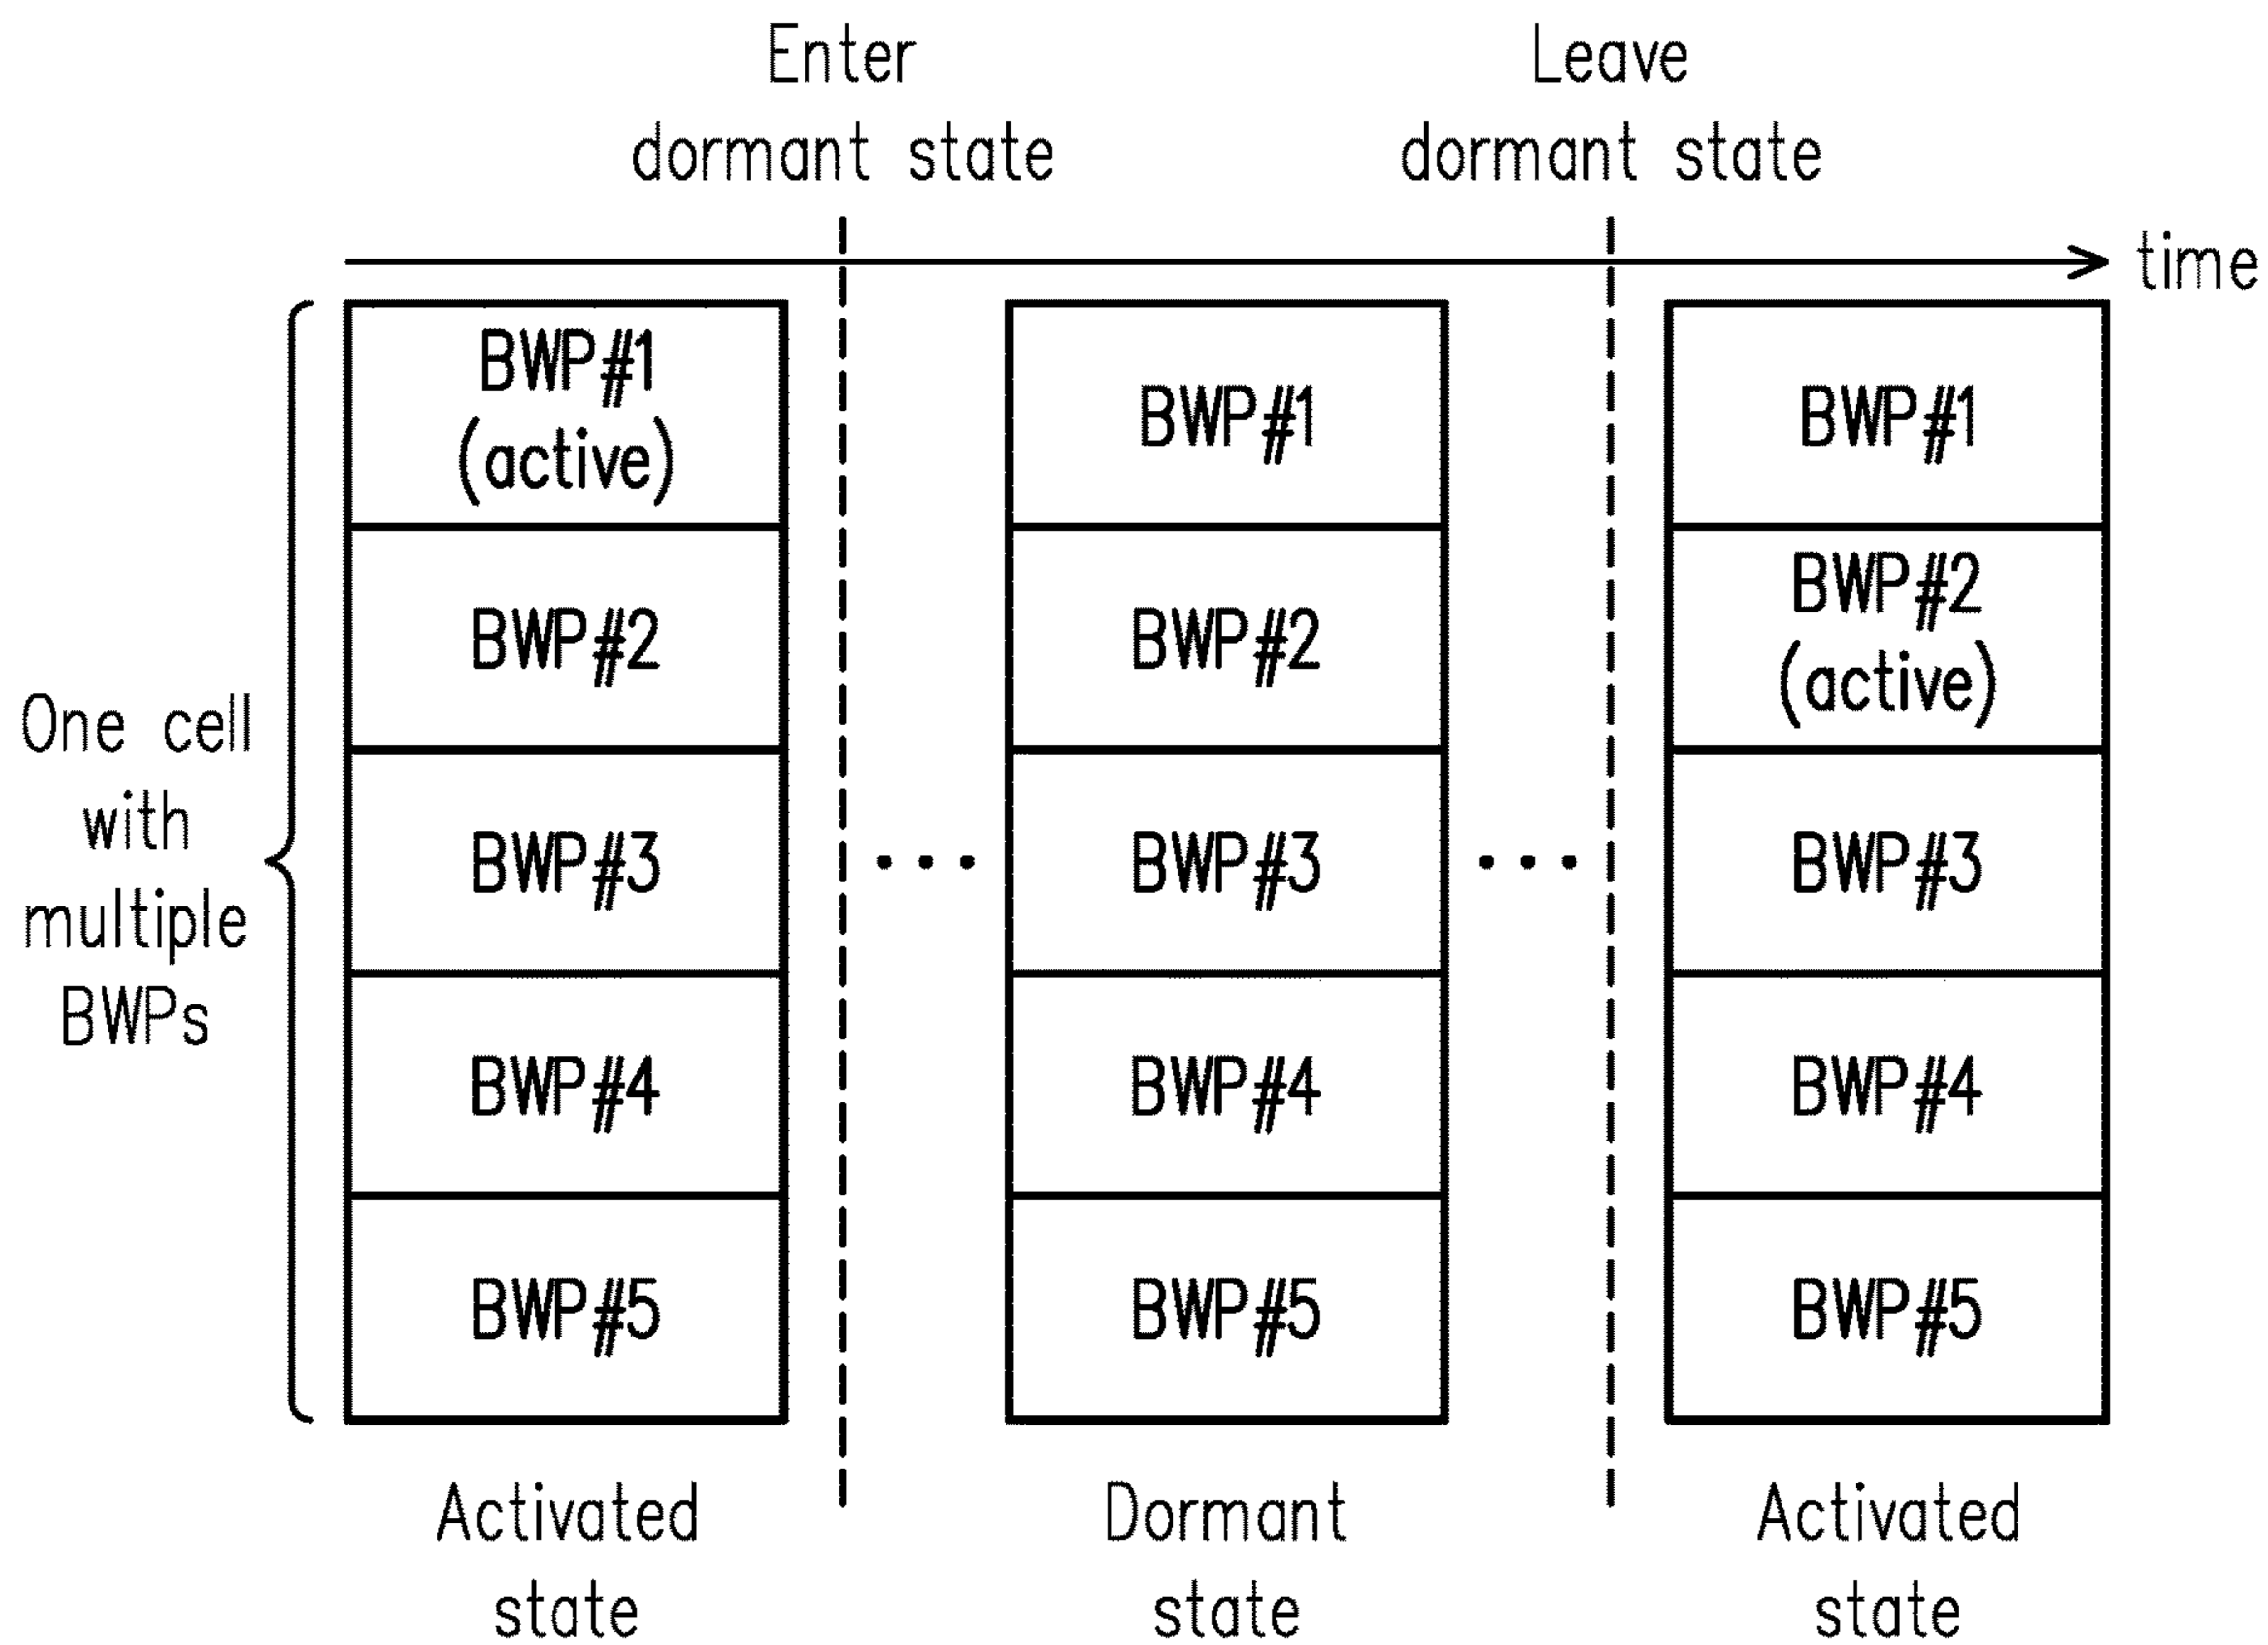 Enter
dormant state
Leave
dormant state
time
One cell
with
multiple
BWPs
BWP#1
(active)
BWP#2
BWP#3
BWP#4
BWP#5
Activated
state
BWP#1
BWP#2
BWP#3
BWP#4
BWP#5
Dormant
state
BWP#1
BWP#2
(active)
BWP#3
BWP#4
BWP#5
Activated
state